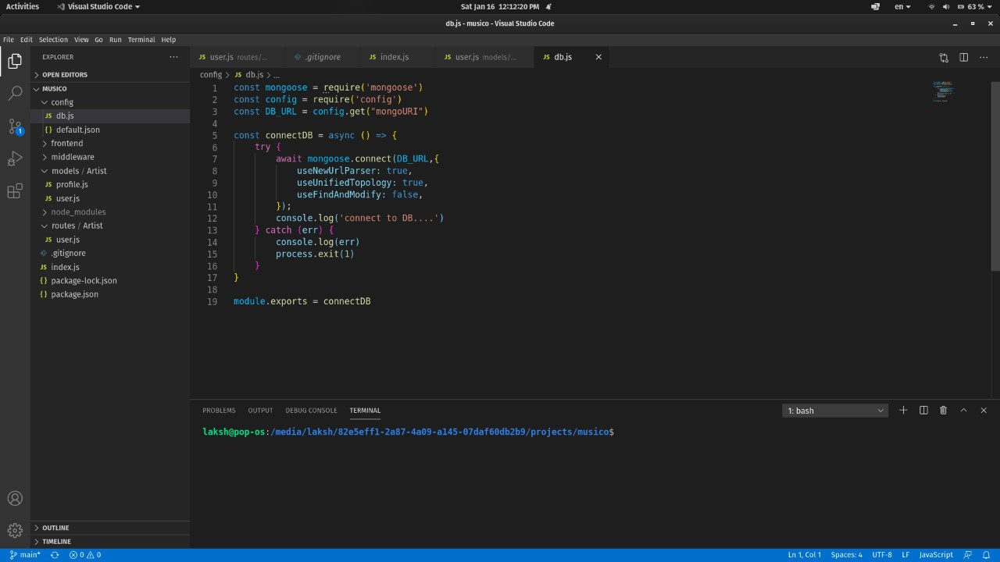 Activities Visual Studio Code Sat Jan 16 12:12:20 PM en 63 %
db.js - musico - Visual Studio Code
File Edit Selection View Go Run Terminal Help
EXPLORER
OPEN EDITORS
MUSICO
config
JS db.js
{} default.json
frontend
middleware
models / Artist
JS profile.js
JS user.js
node_modules
routes / Artist
JS user.js
.gitignore
JS index.js
{} package-lock.json
{} package.json
OUTLINE
TIMELINE
1
JS user.js routes/... .gitignore JS index.js JS user.js models/... JS db.js
config > JS db.js > ...
1 const mongoose = require('mongoose')
2 const config = require('config')
3 const DB_URL = config.get("mongoURI")
4
5 const connectDB = async () => {
6 try {
7 await mongoose.connect(DB_URL,{
8 useNewUrlParser: true,
9 useUnifiedTopology: true,
10 useFindAndModify: false,
11 });
12 console.log('connect to DB....')
13 } catch (err) {
14 console.log(err)
15 process.exit(1)
16 }
17 }
18
19 module.exports = connectDB
PROBLEMS OUTPUT DEBUG CONSOLE TERMINAL 1: bash
laksh@pop-os:/media/laksh/82e5eff1-2a87-4a09-a145-07daf60db2b9/projects/musico$
main* 0 0 Ln 1, Col 1 Spaces: 4 UTF-8 LF JavaScript